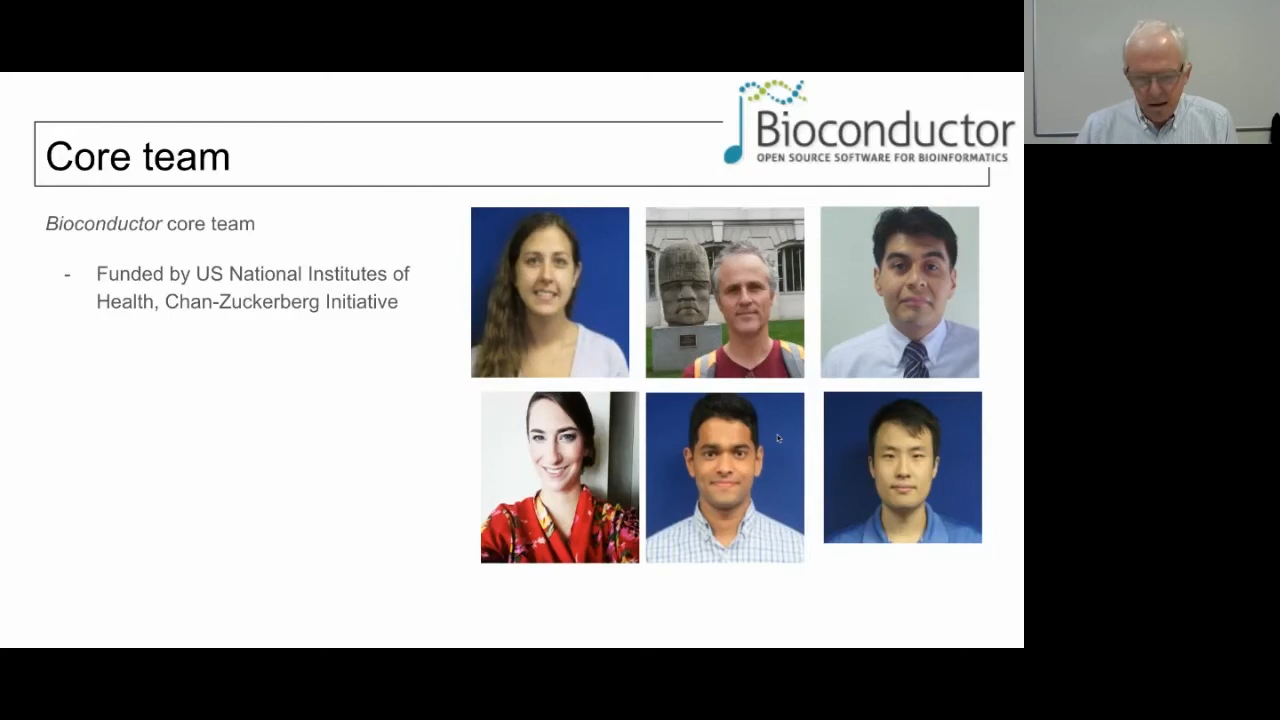 Bioconductor
OPEN SOURCE SOFTWARE FOR BIOINFORMATICS
Core team
Bioconductor core team
- Funded by US National Institutes of
Health, Chan-Zuckerberg Initiative